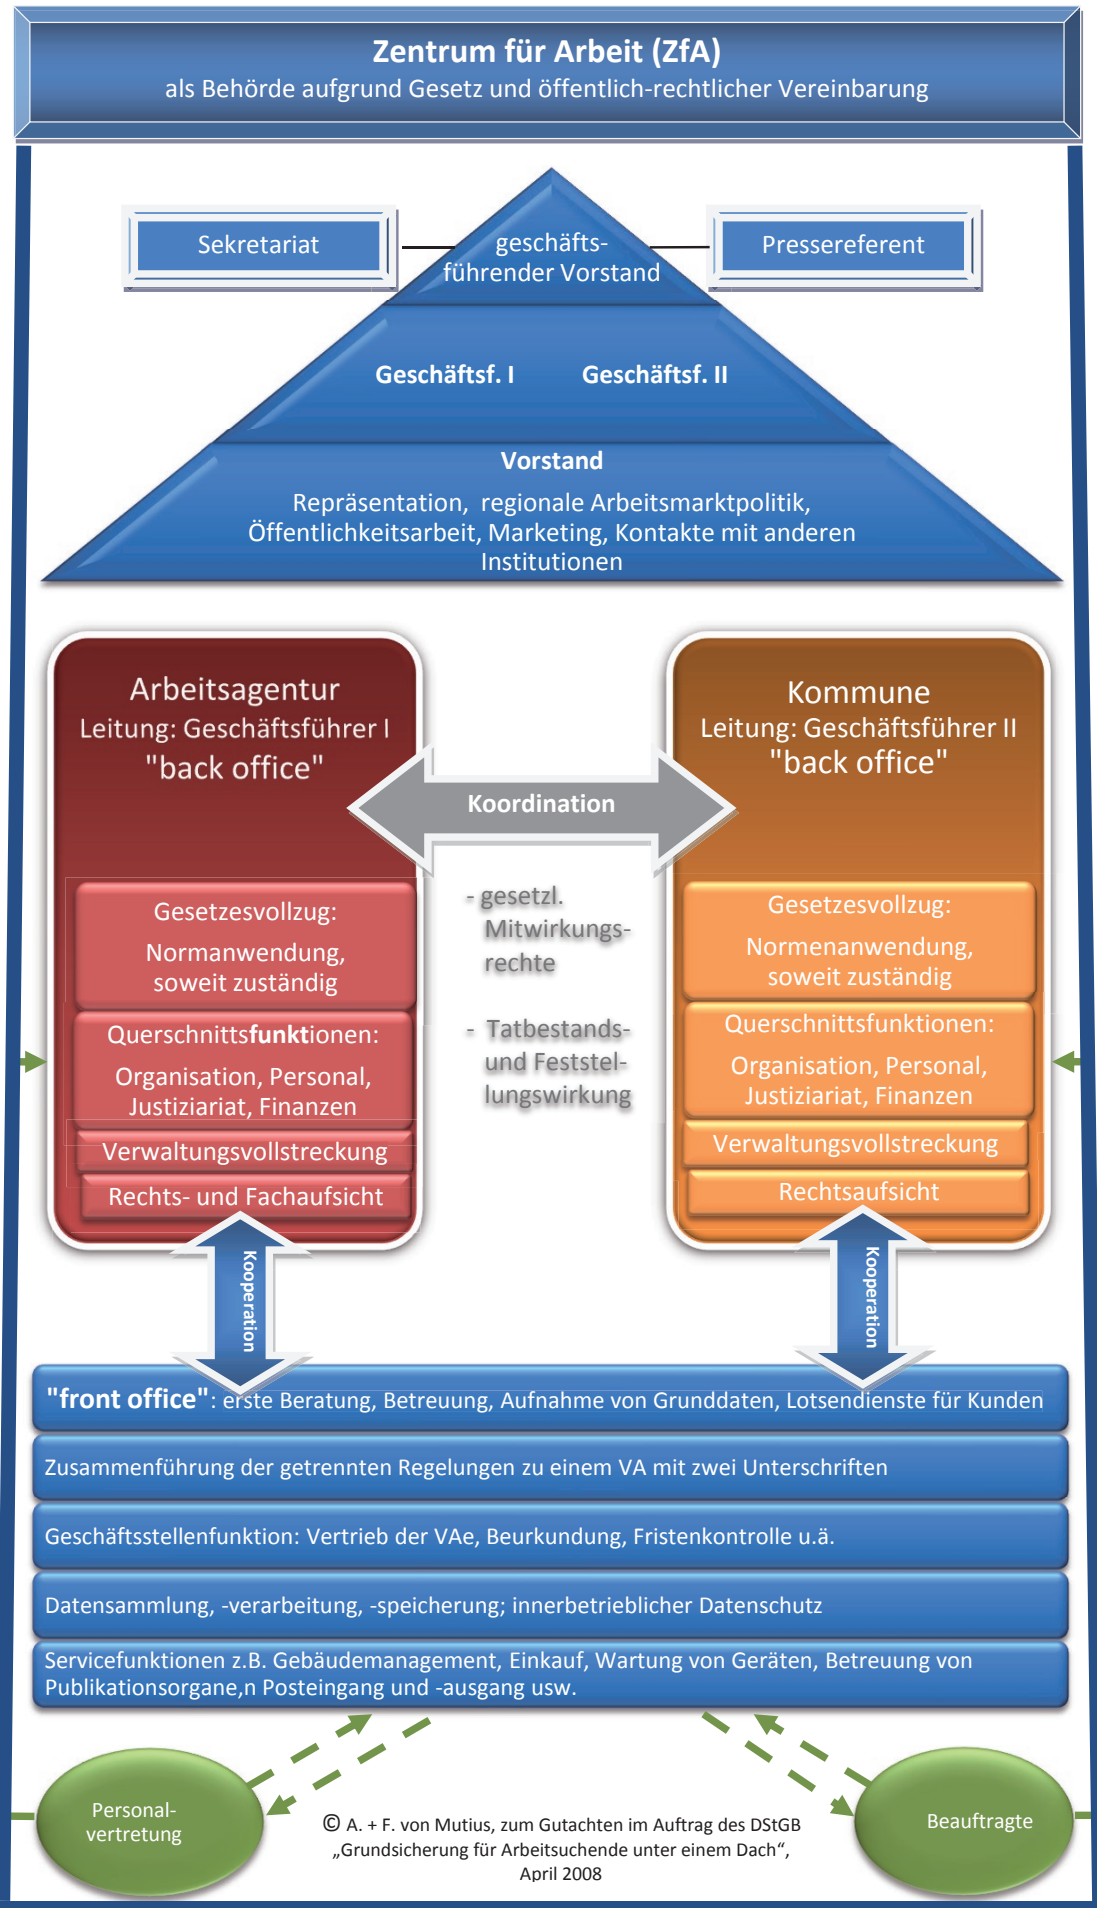 Zentrum für Arbeit (ZfA)
als Behörde aufgrund Gesetz und öffentlich-rechtlicher Vereinbarung
Sekretariat
geschäfts-
führender Vorstand
Pressereferent
Geschäftsf. I
Geschäftsf. II
Vorstand
Repräsentation, regionale Arbeitsmarktpolitik,
Öffentlichkeitsarbeit, Marketing, Kontakte mit anderen
Institutionen
Arbeitsagentur
Leitung: Geschäftsführer I
"back office"
Gesetzesvollzug:
Normanwendung,
soweit zuständig
Querschnittsfunktionen:
Organisation, Personal,
Justiziariat, Finanzen
Verwaltungsvollstreckung
Rechts- und Fachaufsicht
Koordination
- gesetzl.
Mitwirkungs-
rechte
- Tatbestands-
und Feststel-
lungswirkung
Kommune
Leitung: Geschäftsführer II
"back office"
Gesetzesvollzug:
Normenanwendung,
soweit zuständig
Querschnittsfunktionen:
Organisation, Personal,
Justiziariat, Finanzen
Verwaltungsvollstreckung
Rechtsaufsicht
Kooperation
Kooperation
"front office": erste Beratung, Betreuung, Aufnahme von Grunddaten, Lotsendienste für Kunden
Zusammenführung der getrennten Regelungen zu einem VA mit zwei Unterschriften
Geschäftsstellenfunktion: Vertrieb der VAe, Beurkundung, Fristenkontrolle u.ä.
Datensammlung, -verarbeitung, -speicherung; innerbetrieblicher Datenschutz
Servicefunktionen z.B. Gebäudemanagement, Einkauf, Wartung von Geräten, Betreuung von
Publikationsorgane,n Posteingang und -ausgang usw.
Personal-
vertretung
© A. + F. von Mutius, zum Gutachten im Auftrag des DStGB
„Grundsicherung für Arbeitsuchende unter einem Dach“,
April 2008
Beauftragte